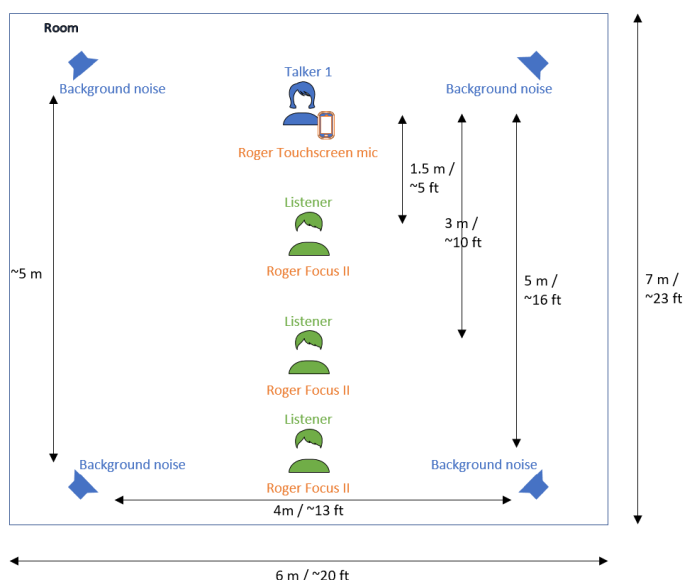 Room
Talker 1
Background noise
Background noise
Roger Touchscreen mic
1.5 m /
~5 ft
Listener
3 m /
~10 ft
Roger Focus II
~5 m
5 m /
~16 ft
7 m /
~23 ft
Listener
Roger Focus II
Listener
Background noise
Background noise
Roger Focus II
4m / ~13 ft
6 m / ~20 ft